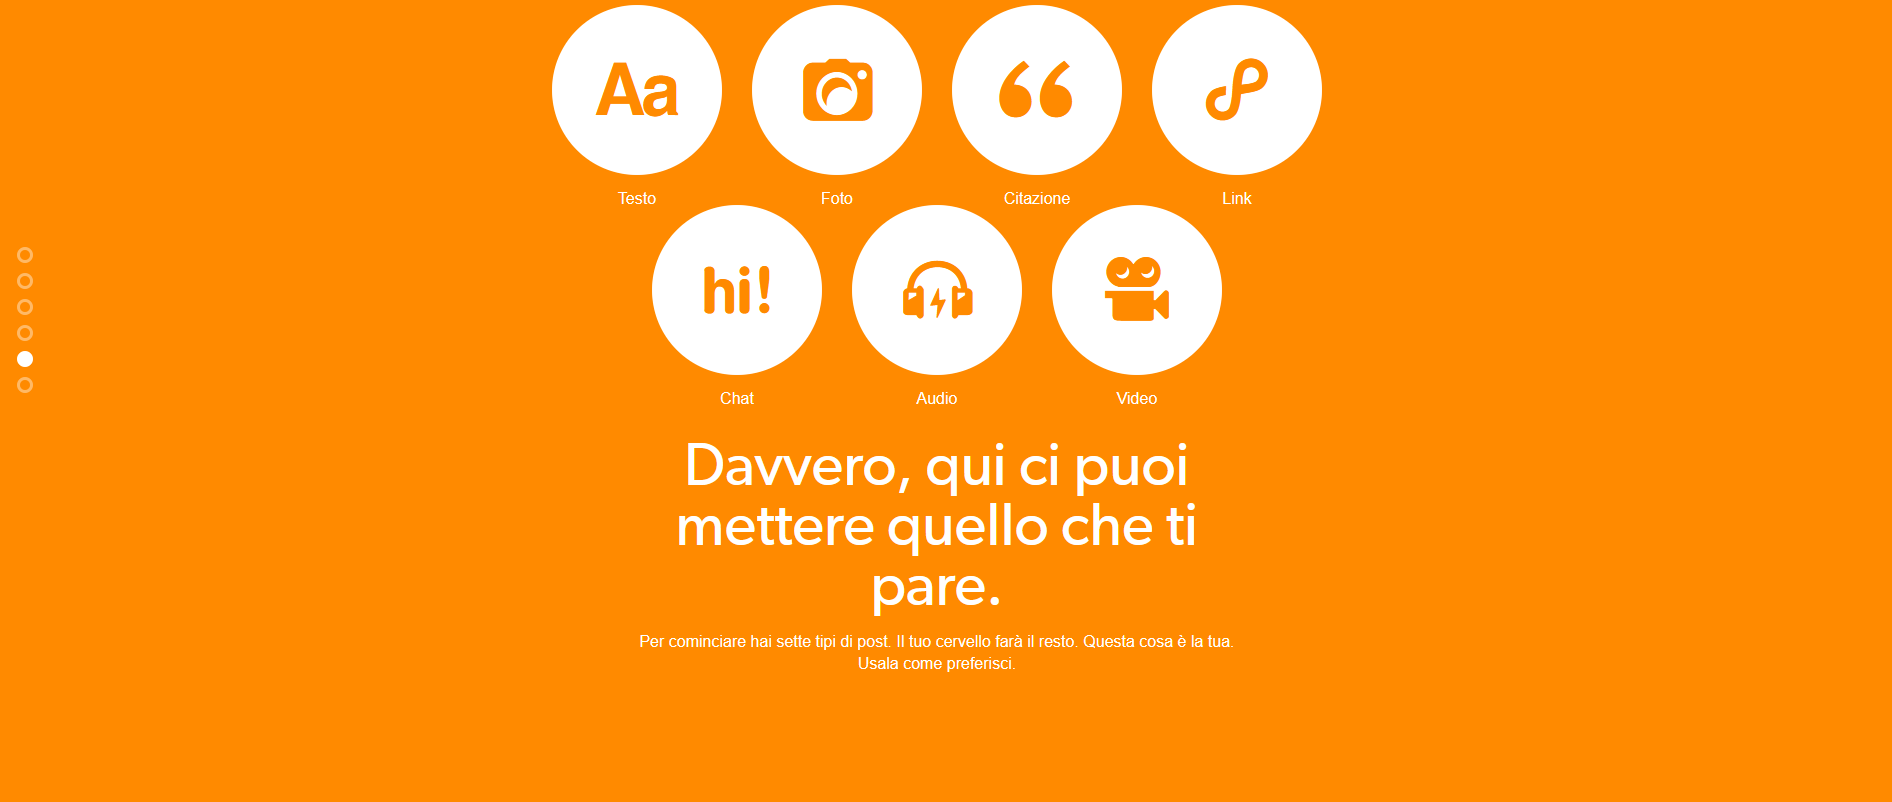 Aa
Testo
Foto
Citazione
Link
hi!
Chat
Audio
Video
Davvero, qui ci puoi
mettere quello che ti
pare.
Per cominciare hai sette tipi di post. Il tuo cervello farà il resto. Questa cosa è la tua.
Usala come preferisci.